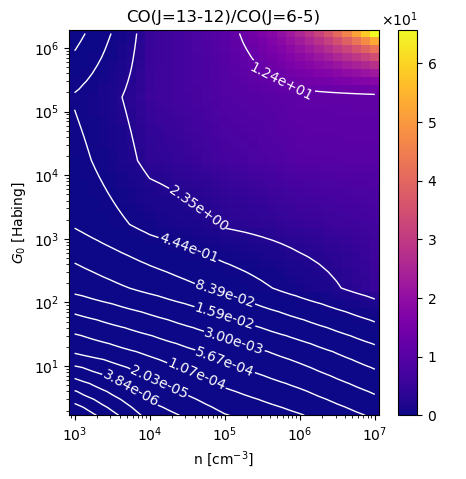 CO(J=13-12)/CO(J=6-5)
×10¹
10⁶
10⁵
10⁴
10³
10²
10¹
G₀ [Habing]
1.24e+01
2.35e+00
4.44e-01
8.39e-02
1.59e-02
3.00e-03
5.67e-04
1.07e-04
2.03e-05
3.84e-06
10³
10⁴
10⁵
10⁶
10⁷
n [cm⁻³]
6
5
4
3
2
1
0